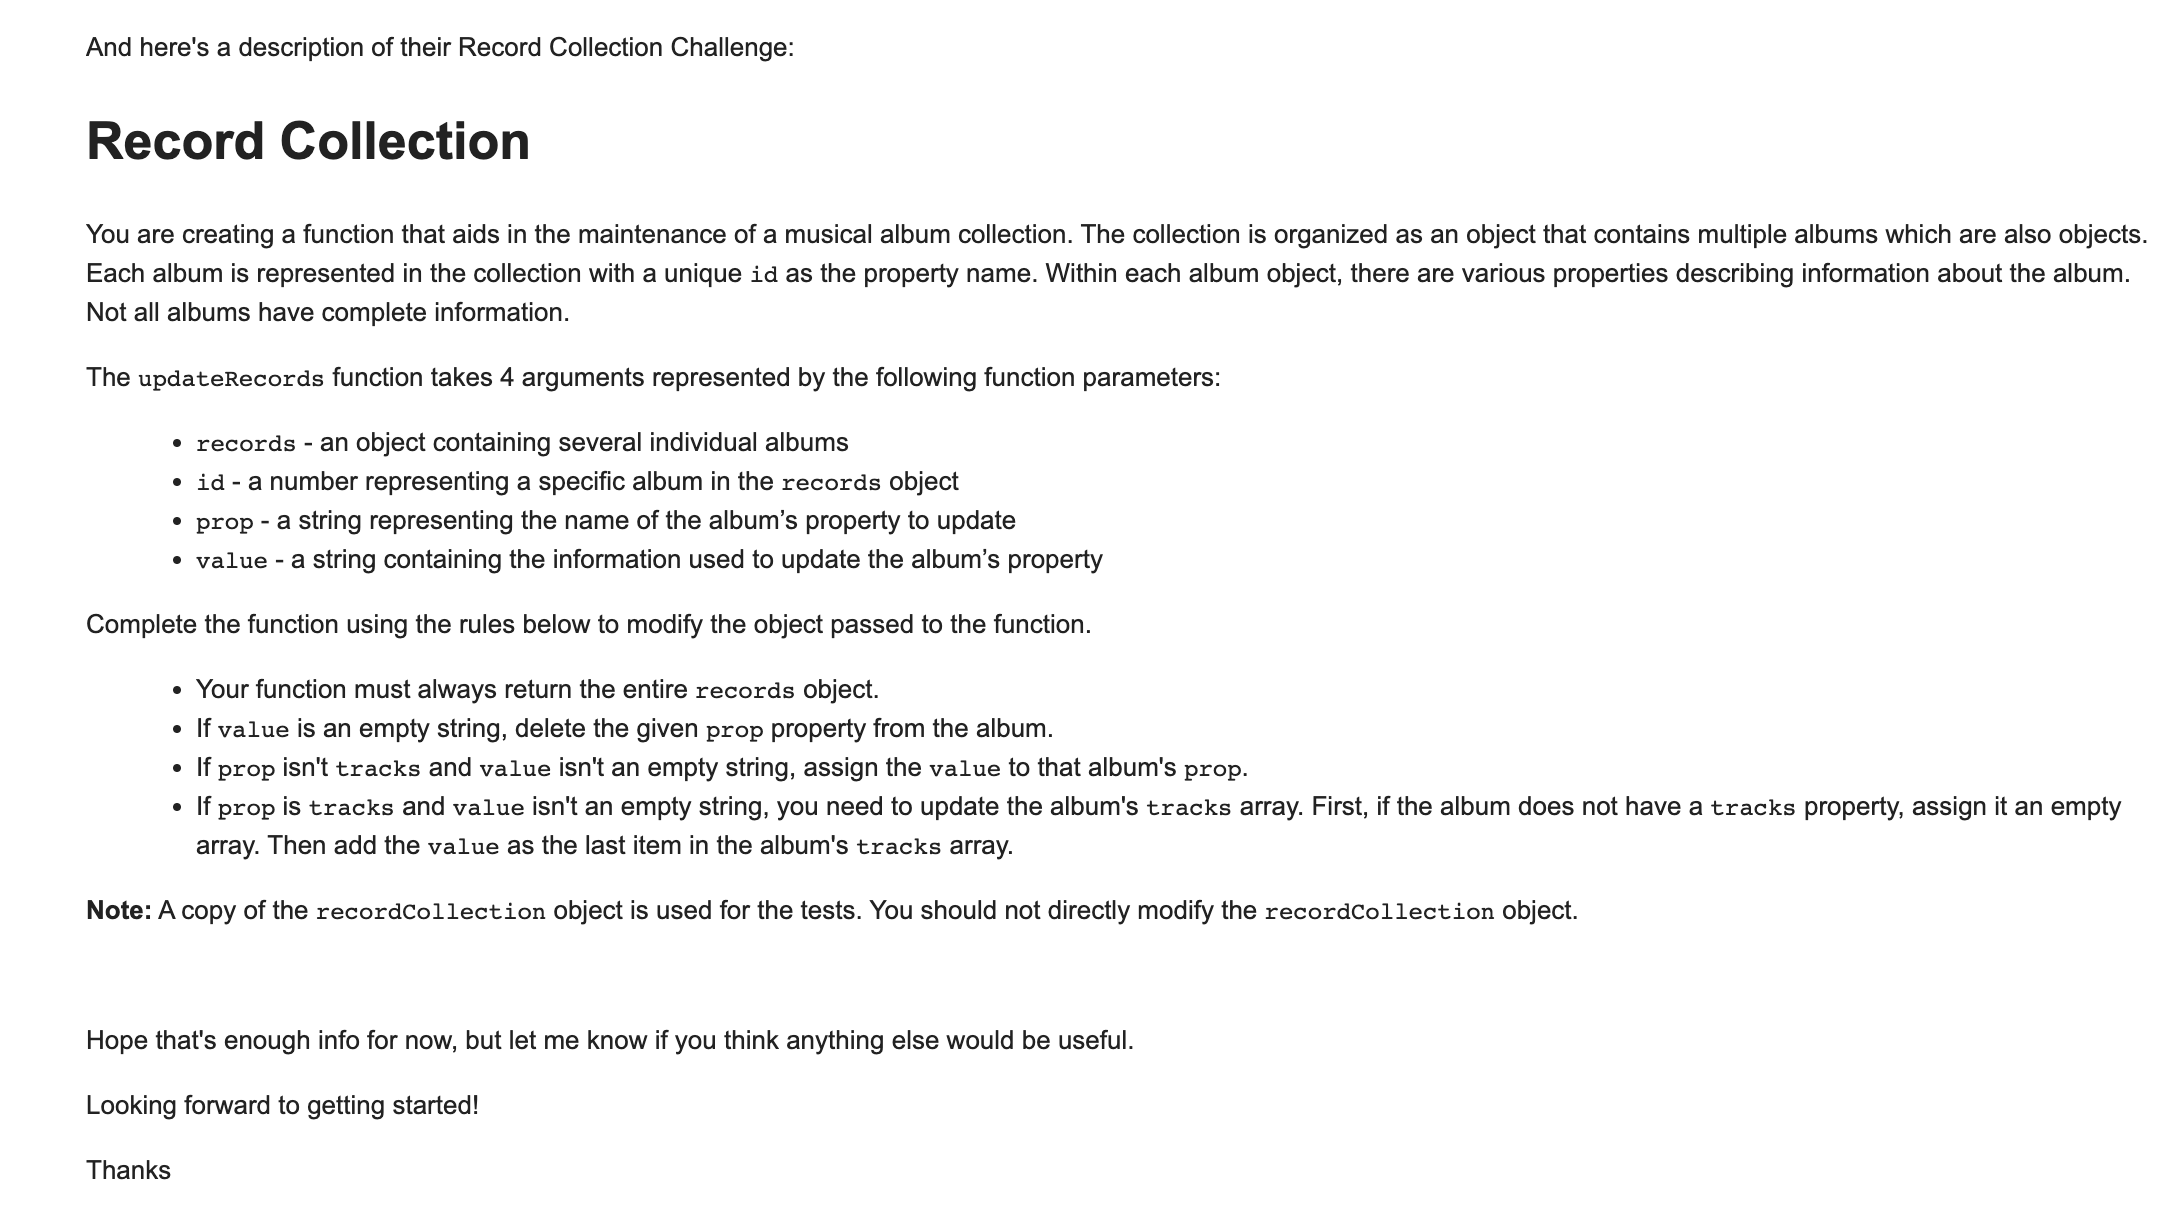 And here's a description of their Record Collection Challenge:
Record Collection
You are creating a function that aids in the maintenance of a musical album collection. The collection is organized as an object that contains multiple albums which are also objects.
Each album is represented in the collection with a unique id as the property name. Within each album object, there are various properties describing information about the album.
Not all albums have complete information.
The updateRecords function takes 4 arguments represented by the following function parameters:
• records - an object containing several individual albums
• id - a number representing a specific album in the records object
• prop - a string representing the name of the album’s property to update
• value - a string containing the information used to update the album’s property
Complete the function using the rules below to modify the object passed to the function.
• Your function must always return the entire records object.
• If value is an empty string, delete the given prop property from the album.
• If prop isn't tracks and value isn't an empty string, assign the value to that album's prop.
• If prop is tracks and value isn't an empty string, you need to update the album's tracks array. First, if the album does not have a tracks property, assign it an empty
array. Then add the value as the last item in the album's tracks array.
Note: A copy of the recordCollection object is used for the tests. You should not directly modify the recordCollection object.
Hope that's enough info for now, but let me know if you think anything else would be useful.
Looking forward to getting started!
Thanks